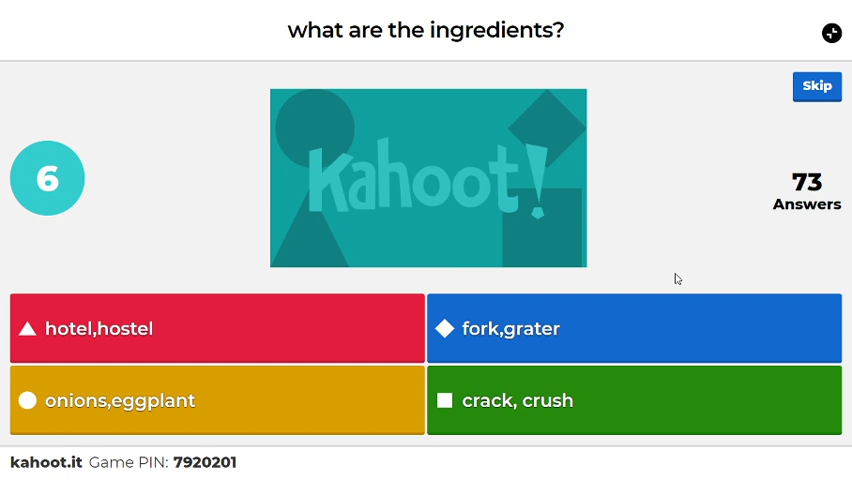 what are the ingredients?
Skip
Kahoot!
6
73
Answers
hotel,hostel
fork,grater
onions,eggplant
crack, crush
kahoot.it Game PIN: 7920201